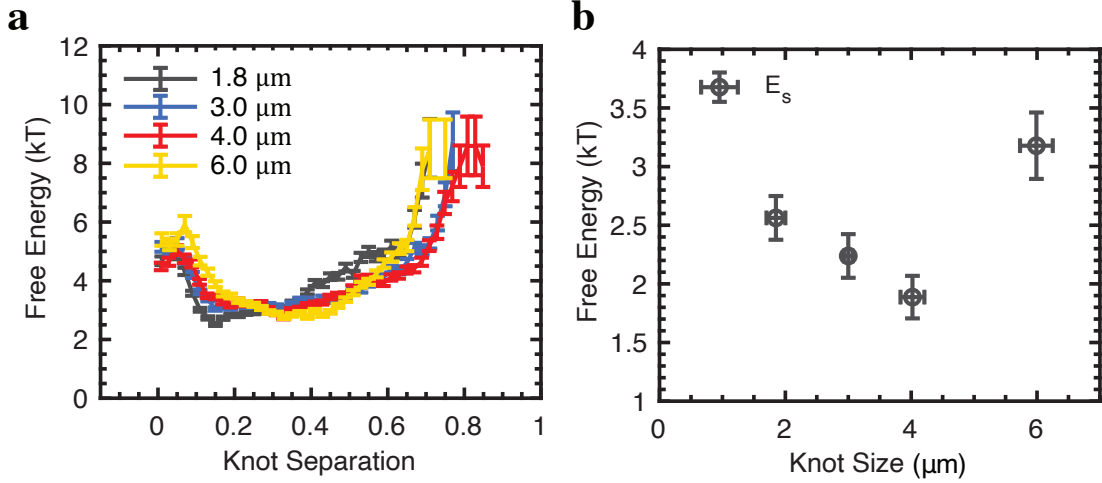 a
12
10
8
6
4
2
0
0
0.2
0.4
0.6
0.8
1
Free Energy (kT)
Knot Separation
1.8 μm
3.0 μm
4.0 μm
6.0 μm
b
4
3.5
3
2.5
2
1.5
1
0
2
4
6
Free Energy (kT)
Knot Size (μm)
E_s